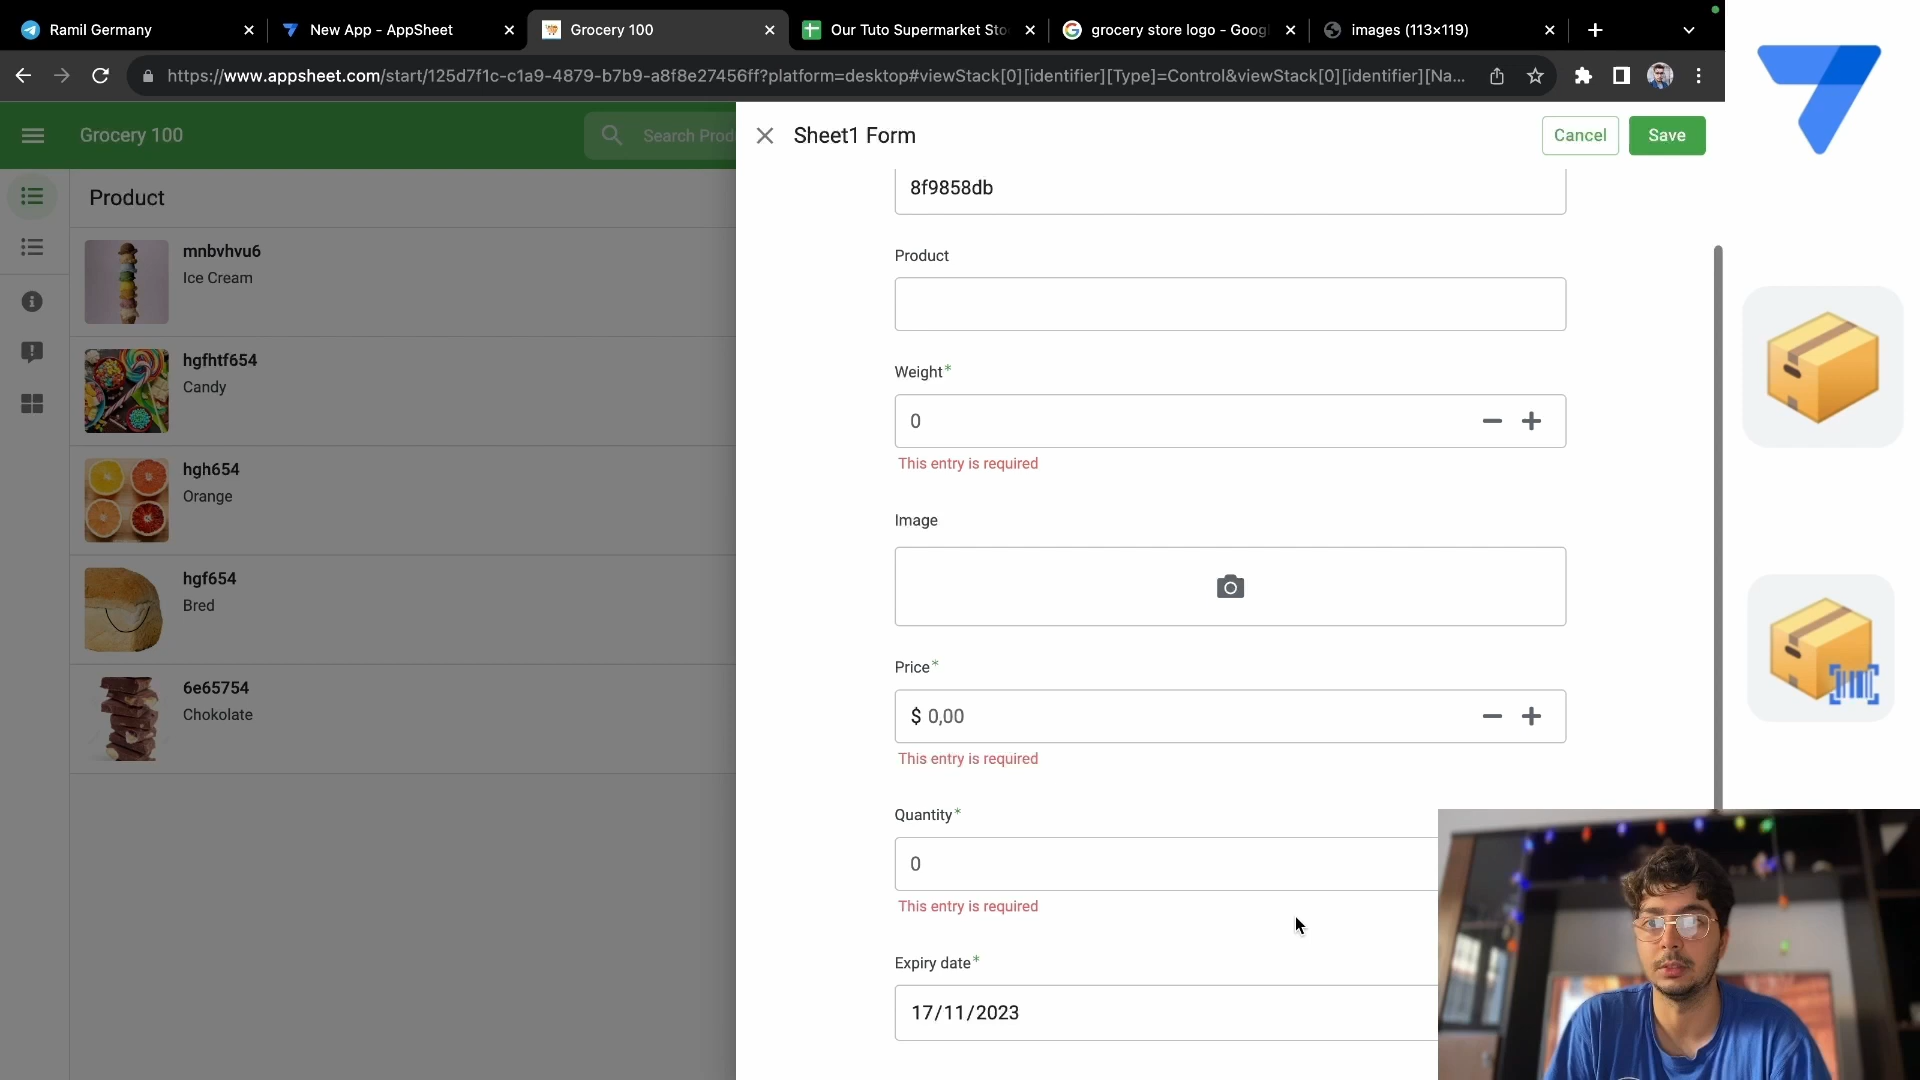 Ramil Germany
New App - AppSheet
Grocery 100
Our Tuto Supermarket Sto
grocery store logo - Googl
images (113×119)
https://www.appsheet.com/start/125d7f1c-c1a9-4879-b7b9-a8f8e27456ff?platform=desktop#viewStack[0][identifier][Type]=Control&viewStack[0][identifier][Na...
Grocery 100
Search Prod
Product
mnbvhvu6
Ice Cream
hgfhtf654
Candy
hgh654
Orange
hgf654
Bred
6e65754
Chokolate
Sheet1 Form
Cancel
Save
8f9858db
Product
Weight*
0
This entry is required
Image
Price*
$ 0,00
This entry is required
Quantity*
0
This entry is required
Expiry date*
17/11/2023